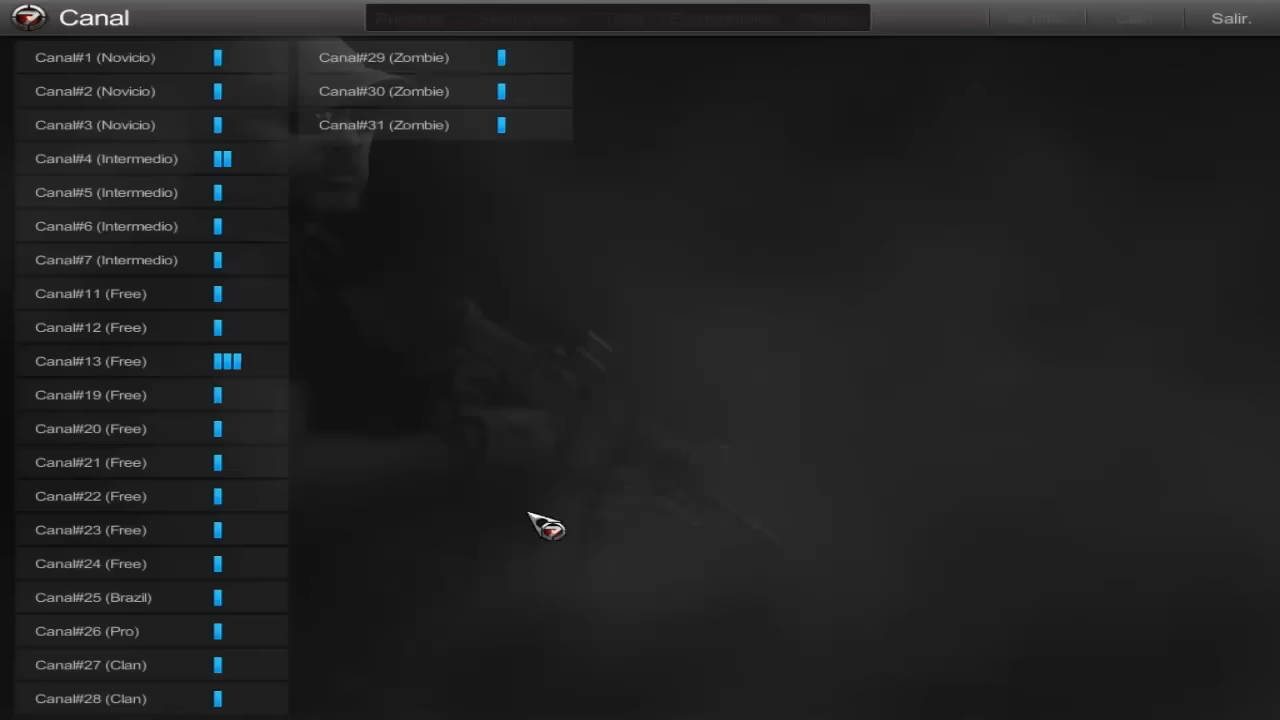 Canal
Salir.
Canal#1 (Novicio)
Canal#2 (Novicio)
Canal#3 (Novicio)
Canal#4 (Intermedio)
Canal#5 (Intermedio)
Canal#6 (Intermedio)
Canal#7 (Intermedio)
Canal#11 (Free)
Canal#12 (Free)
Canal#13 (Free)
Canal#19 (Free)
Canal#20 (Free)
Canal#21 (Free)
Canal#22 (Free)
Canal#23 (Free)
Canal#24 (Free)
Canal#25 (Brazil)
Canal#26 (Pro)
Canal#27 (Clan)
Canal#28 (Clan)
Canal#29 (Zombie)
Canal#30 (Zombie)
Canal#31 (Zombie)